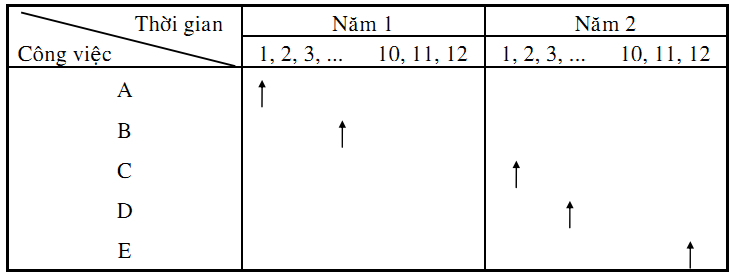 Thời gian
Công việc
Năm 1
Năm 2
1, 2, 3, ... 10, 11, 12
1, 2, 3, ... 10, 11, 12
A
B
C
D
E